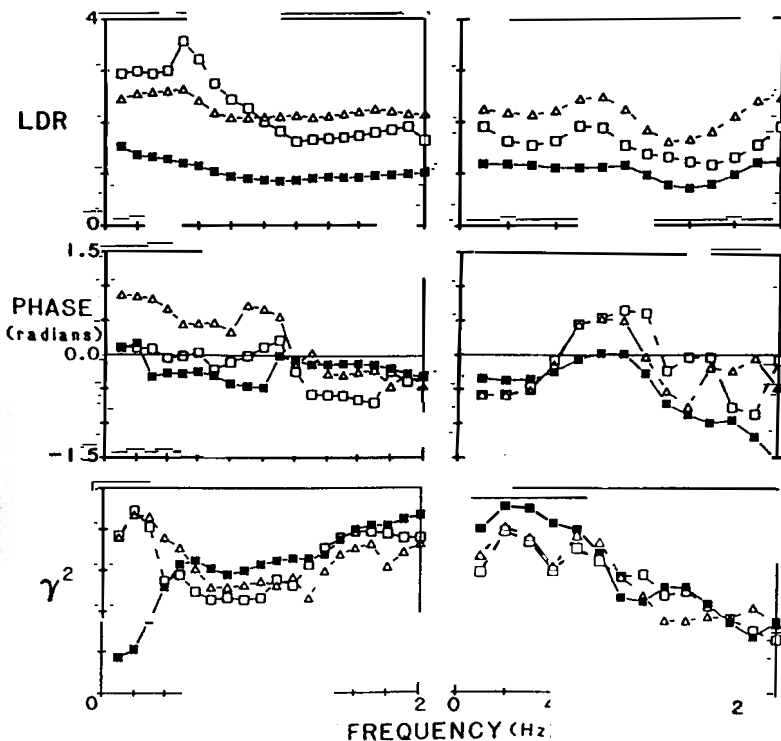 4
LDR
0
1.5
PHASE
(radians)
0.0
-1.5
γ²
0 2 0 2
FREQUENCY (Hz